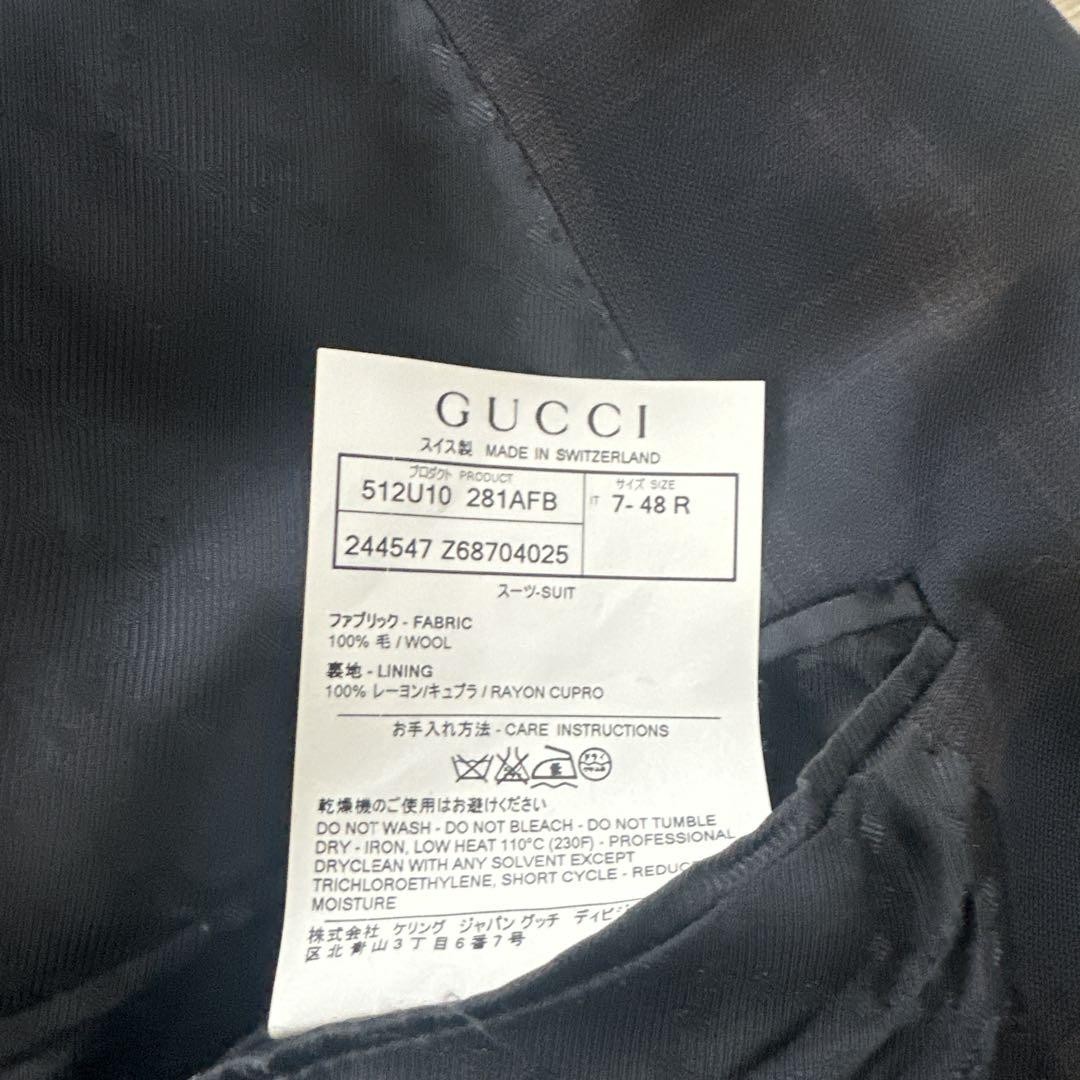 GUCCI
スイス製 MADE IN SWITZERLAND
プロダクト PRODUCT
512U10 281AFB
サイズ SIZE
IT 7- 48 R
244547 Z68704025
スーツ-SUIT
ファブリック - FABRIC
100% 毛 / WOOL
裏地 - LINING
100% レーヨン/キュプラ / RAYON CUPRO
お手入れ方法 - CARE INSTRUCTIONS
ドライ
乾燥機のご使用はお避けください
DO NOT WASH - DO NOT BLEACH - DO NOT TUMBLE
DRY - IRON, LOW HEAT 110°C (230F) - PROFESSIONAL
DRYCLEAN WITH ANY SOLVENT EXCEPT
TRICHLOROETHYLENE, SHORT CYCLE - REDUC
MOISTURE
株式会社 ケリング ジャパン グッチ ディビジ
区北青山3丁目6番7号